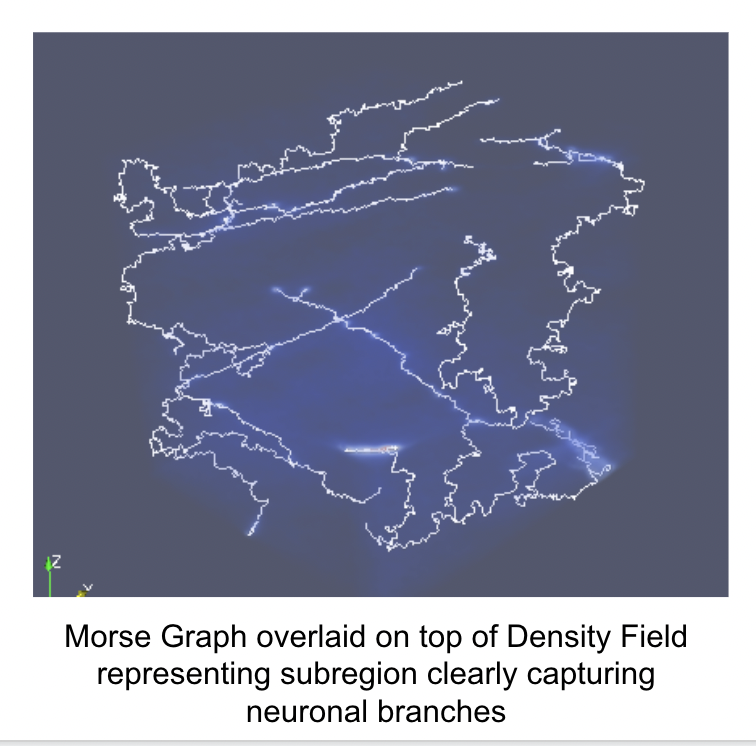 Z
Y
Morse Graph overlaid on top of Density Field
representing subregion clearly capturing
neuronal branches